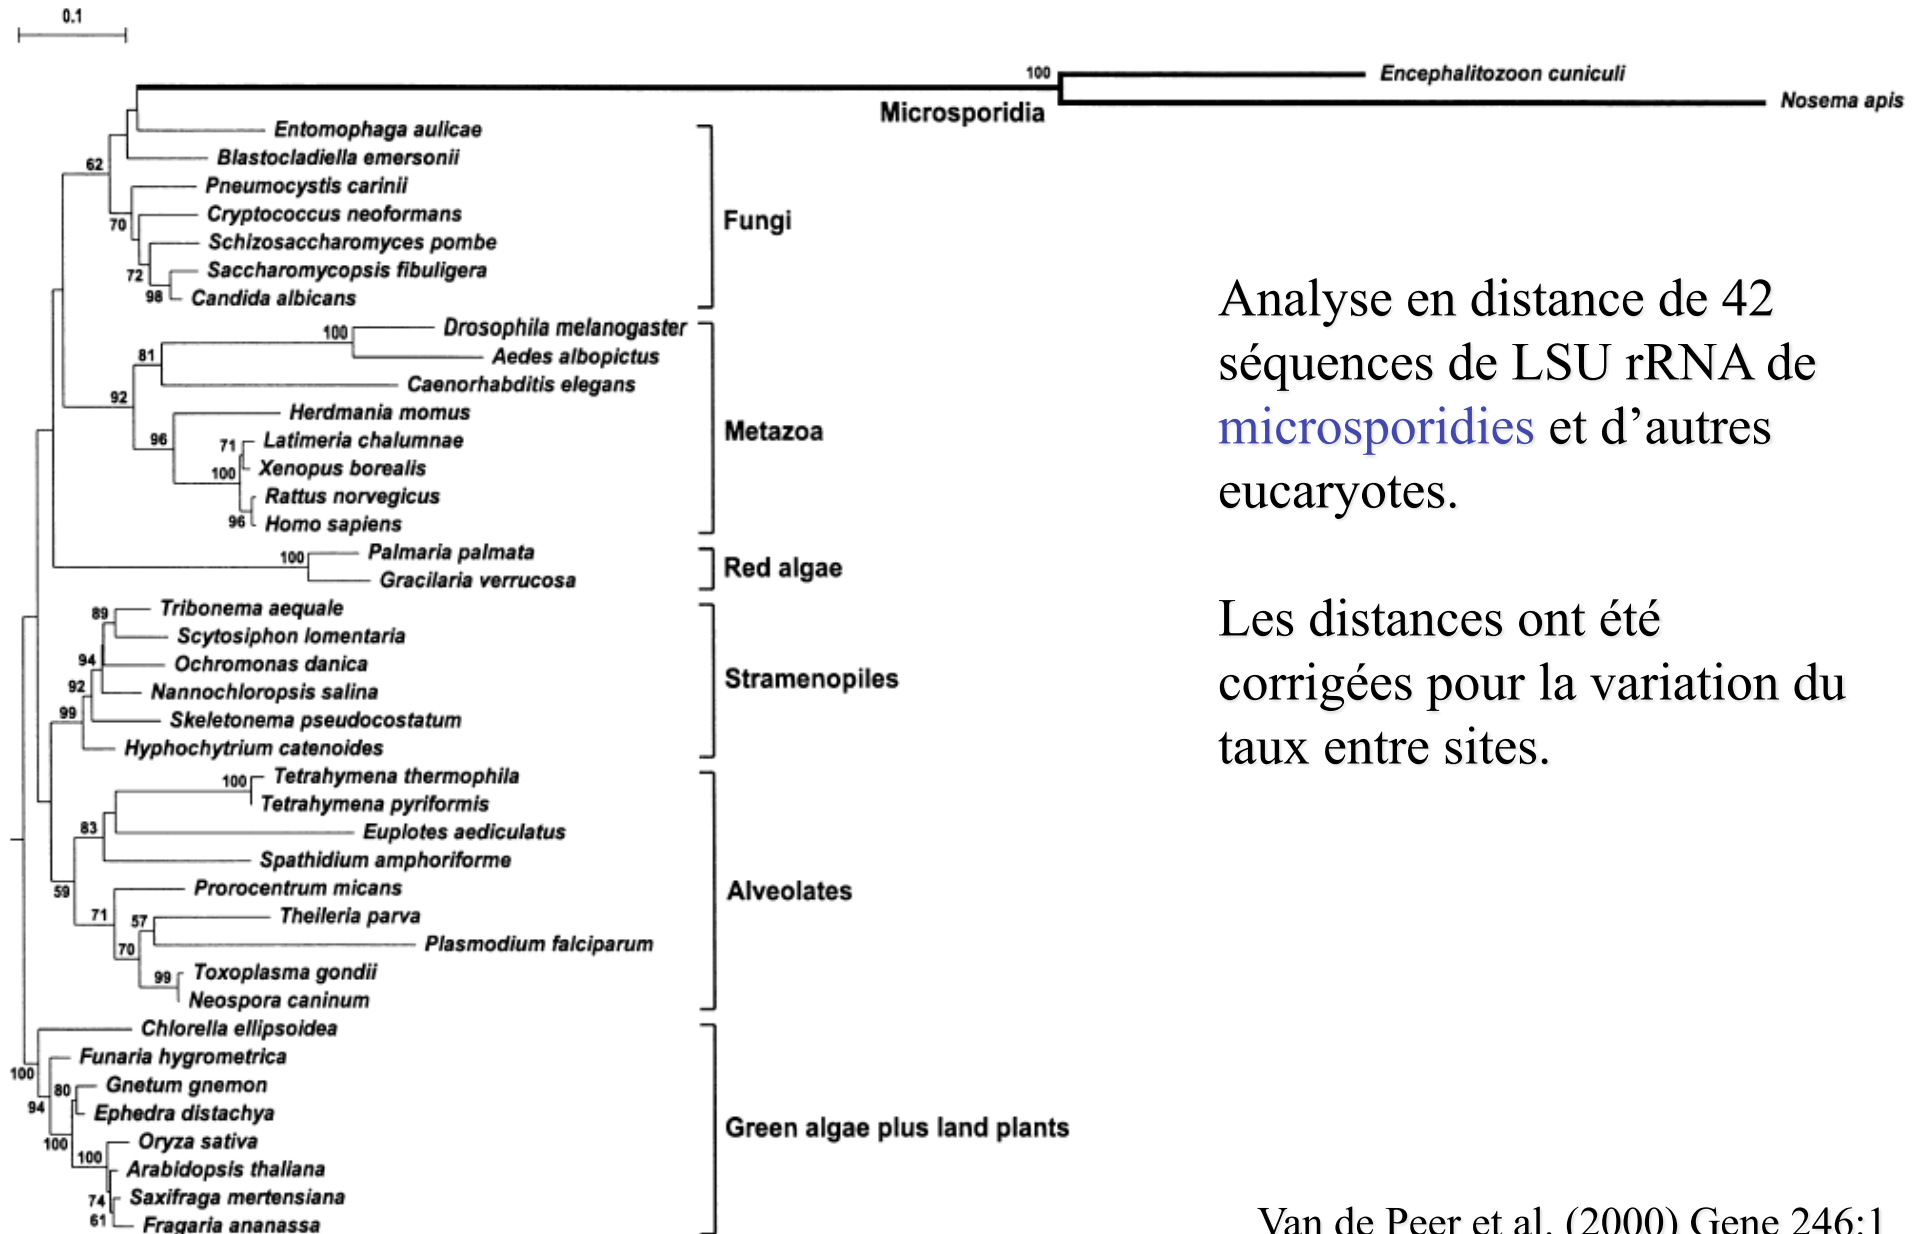 0.1
100
Encephalitozoon cuniculi
Nosema apis
Microsporidia
Entomophaga aulicae
Blastocladiella emersonii
62
Pneumocystis carinii
Cryptococcus neoformans
70
Fungi
Schizosaccharomyces pombe
Saccharomycopsis fibuligera
72
Candida albicans
98
Drosophila melanogaster
100
Aedes albopictus
81
Caenorhabditis elegans
92
Herdmania momus
Metazoa
Latimeria chalumnae
96
71
Xenopus borealis
100
Rattus norvegicus
Homo sapiens
96
Palmaria palmata
100
Red algae
Gracilaria verrucosa
Tribonema aequale
89
Scytosiphon lomentaria
Ochromonas danica
94
Stramenopiles
Nannochloropsis salina
92
Skeletonema pseudocostatum
99
Hyphochytrium catenoides
Tetrahymena thermophila
100
Tetrahymena pyriformis
83
Euplotes aediculatus
Spathidium amphoriforme
59
Prorocentrum micans
Alveolates
71
Theileria parva
57
Plasmodium falciparum
70
Toxoplasma gondii
99
Neospora caninum
Chlorella ellipsoidea
Funaria hygrometrica
100
Gnetum gnemon
80
Ephedra distachya
94
Green algae plus land plants
Oryza sativa
100
100
Arabidopsis thaliana
Saxifraga mertensiana
74
Fragaria ananassa
61
Analyse en distance de 42
séquences de LSU rRNA de
microsporidies et d’autres
eucaryotes.
Les distances ont été
corrigées pour la variation du
taux entre sites.
Van de Peer et al. (2000) Gene 246:1